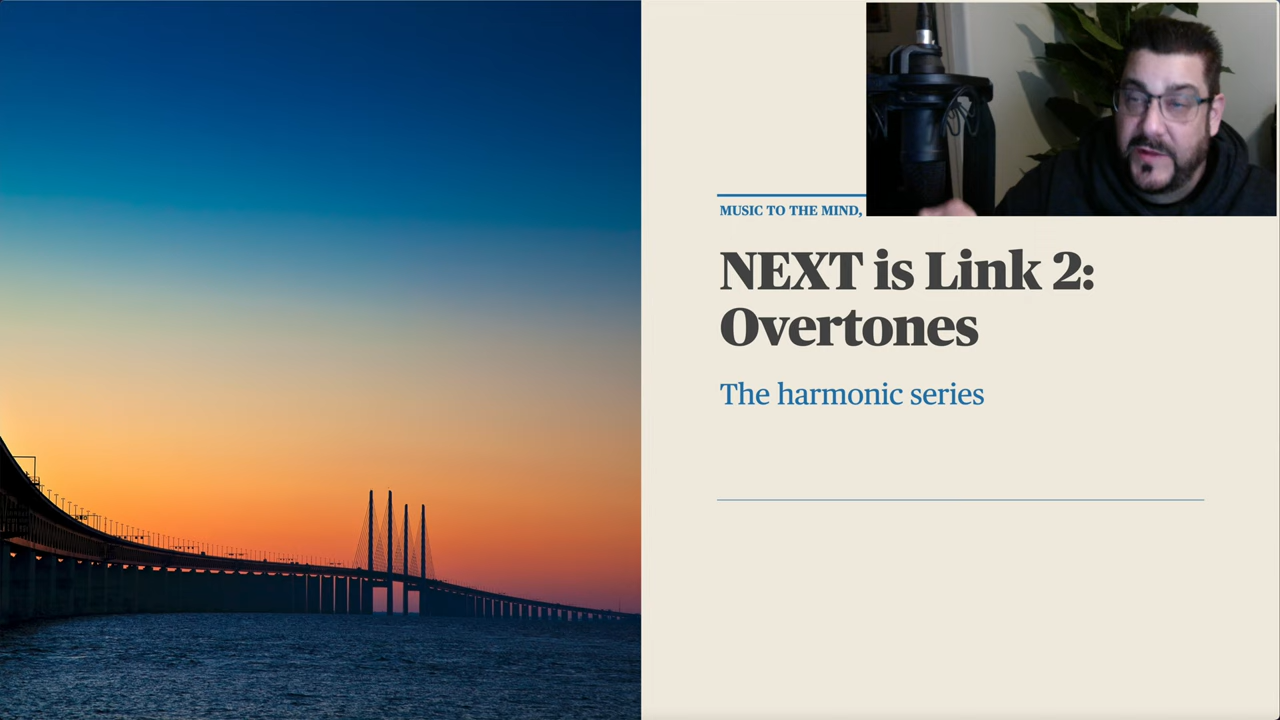 MUSIC TO THE MIND,
NEXT is Link 2:
Overtones
The harmonic series